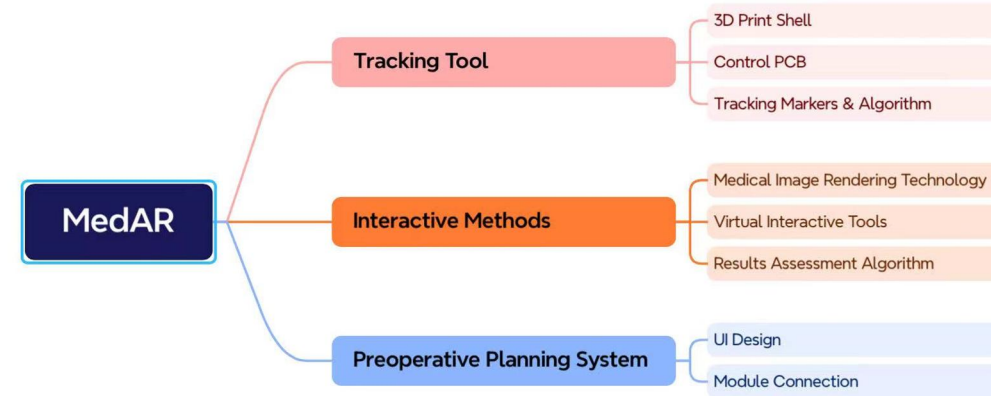 MedAR
Tracking Tool
3D Print Shell
Control PCB
Tracking Markers & Algorithm
Interactive Methods
Medical Image Rendering Technology
Virtual Interactive Tools
Results Assessment Algorithm
Preoperative Planning System
UI Design
Module Connection